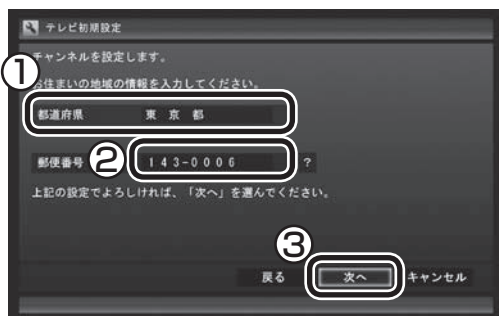 テレビ初期設定
チャンネルを設定します。
①
お住まいの地域の情報を入力してください。
都道府県 東京都
郵便番号 ② 143-0006 ?
上記の設定でよろしければ、「次へ」を選んでください。
③
戻る 次へ キャンセル